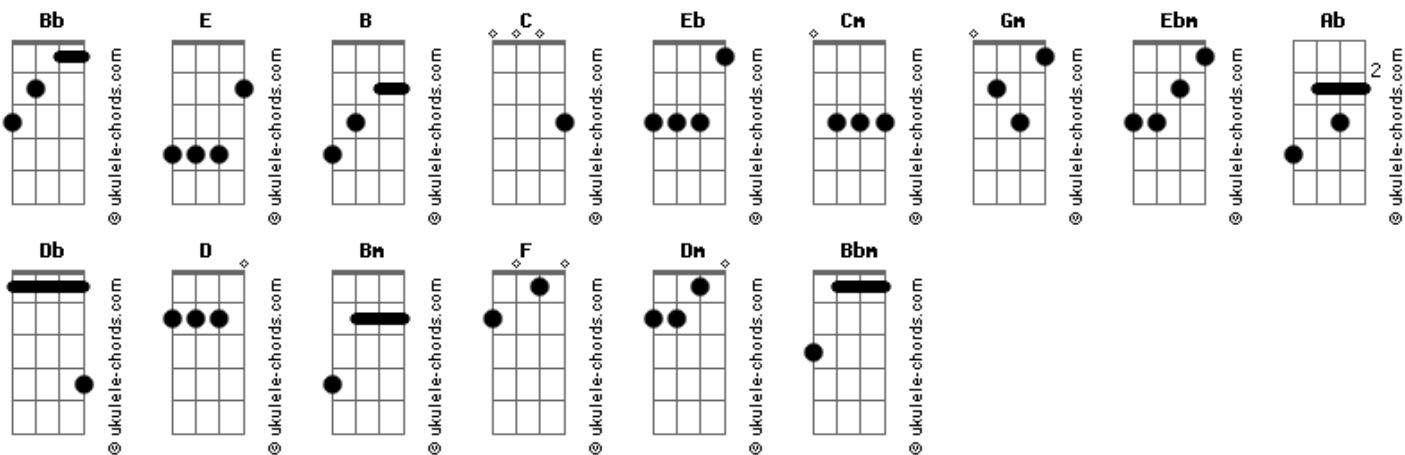 Bb E B C Eb Cm Gm Ebm Ab
© ukulele-chords.com © ukulele-chords.com © ukulele-chords.com © ukulele-chords.com © ukulele-chords.com © ukulele-chords.com © ukulele-chords.com © ukulele-chords.com 2 © ukulele-chords.com
Db D Bm F Dm Bbm
© ukulele-chords.com © ukulele-chords.com © ukulele-chords.com © ukulele-chords.com © ukulele-chords.com © ukulele-chords.com